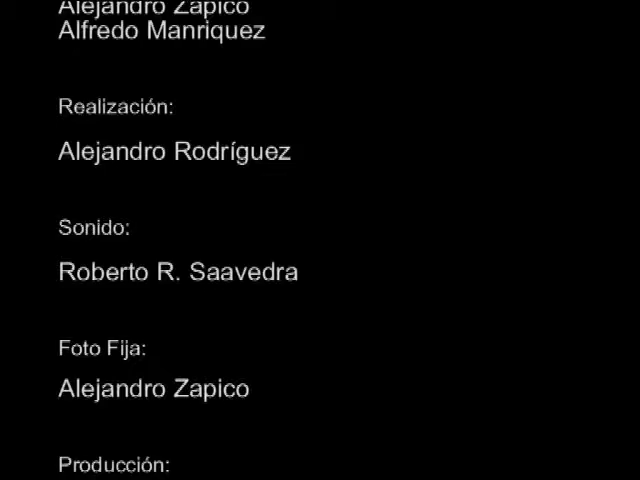 Alejandro Zapico
Alfredo Manriquez
Realización:
Alejandro Rodríguez
Sonido:
Roberto R. Saavedra
Foto Fija:
Alejandro Zapico
Producción: